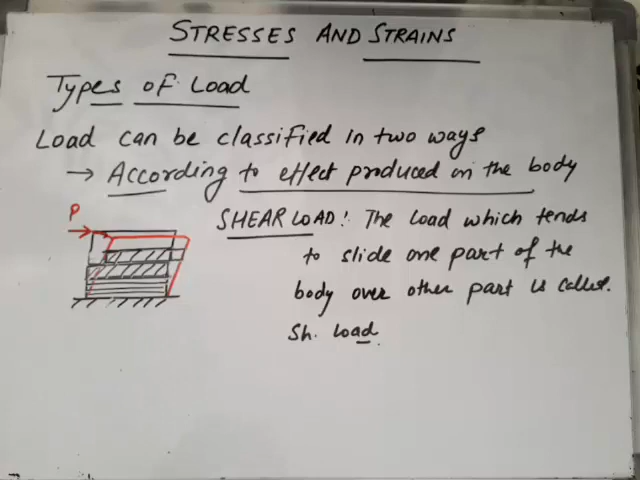 STRESSES AND STRAINS
Types of Load
Load can be classified in two ways
→ According to effect produced on the body
P
SHEAR LOAD! The Load which tends
to slide one part of the
body over other part is called.
Sh. load.